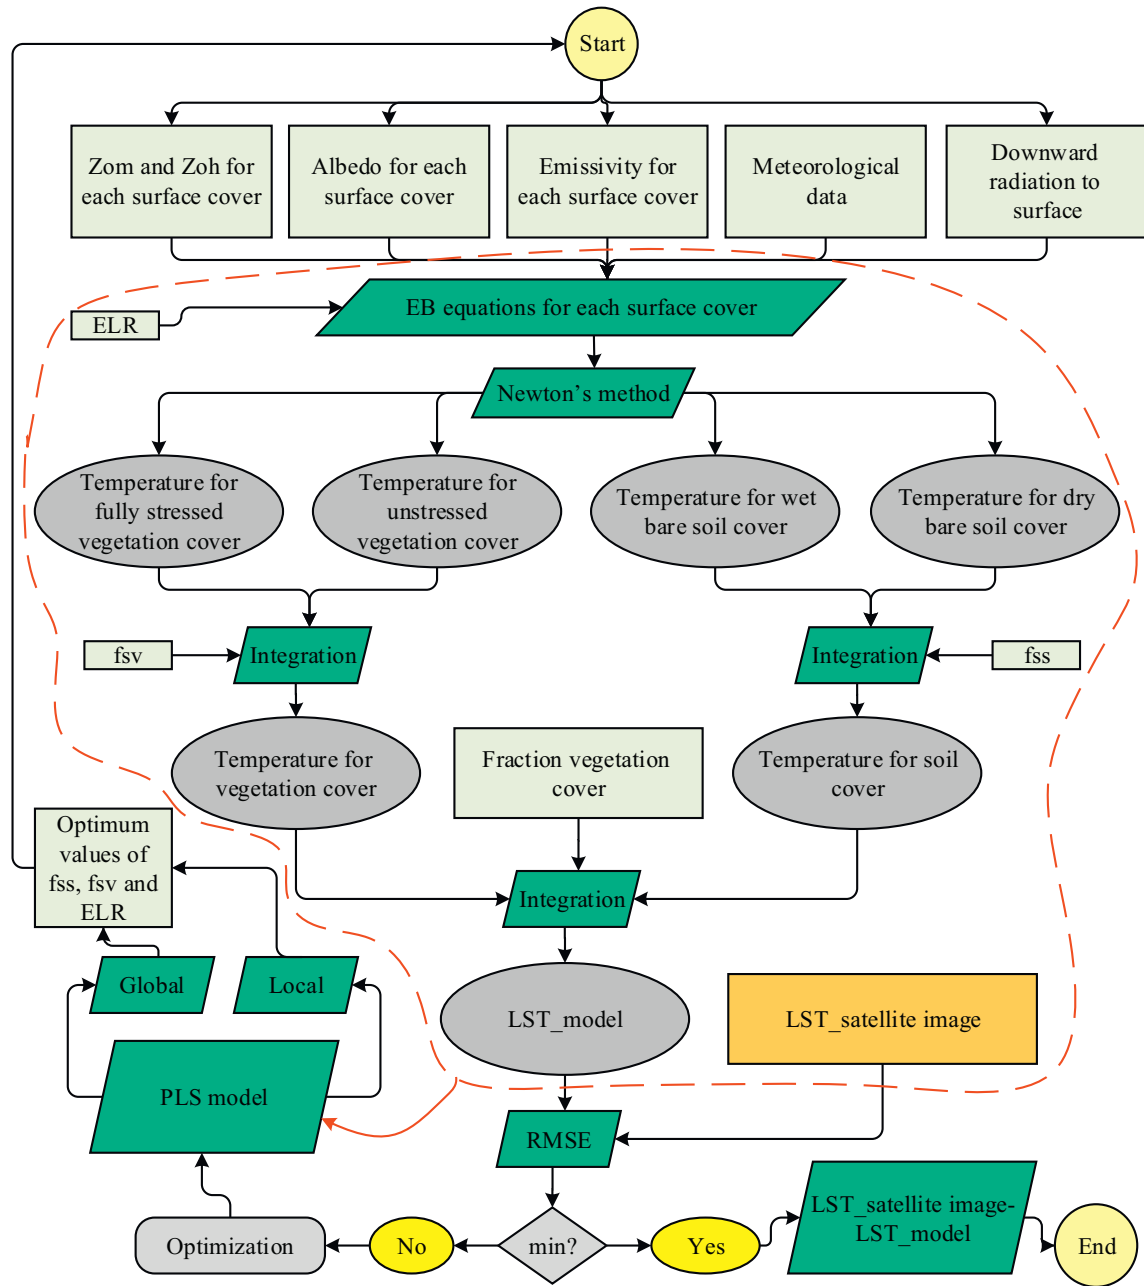 Start
Zom and Zoh for
each surface cover
Albedo for each
surface cover
Emissivity for
each surface cover
Meteorological
data
Downward
radiation to
surface
EB equations for each surface cover
ELR
Newton's method
Temperature for
fully stressed
vegetation cover
Temperature for
unstressed
vegetation cover
Temperature for wet
bare soil cover
Temperature for dry
bare soil cover
fsv
Integration
Integration
fss
Temperature for
vegetation cover
Fraction vegetation
cover
Temperature for soil
cover
Optimum
values of
fss, fsv and
ELR
Integration
Global
Local
LST_model
LST_satellite image
PLS model
RMSE
Optimization
No
min?
Yes
LST_satellite image-
LST_model
End